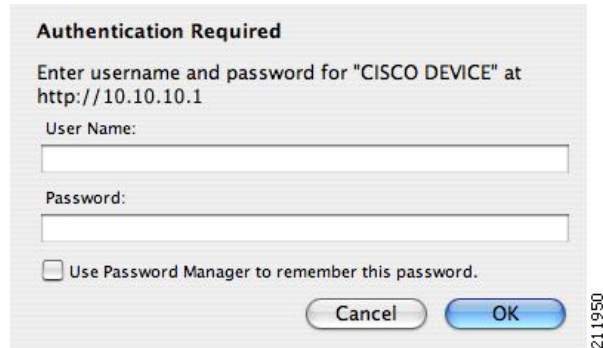 Authentication Required
Enter username and password for "CISCO DEVICE" at
http://10.10.10.1
User Name:
Password:
Use Password Manager to remember this password.
Cancel
OK
211950